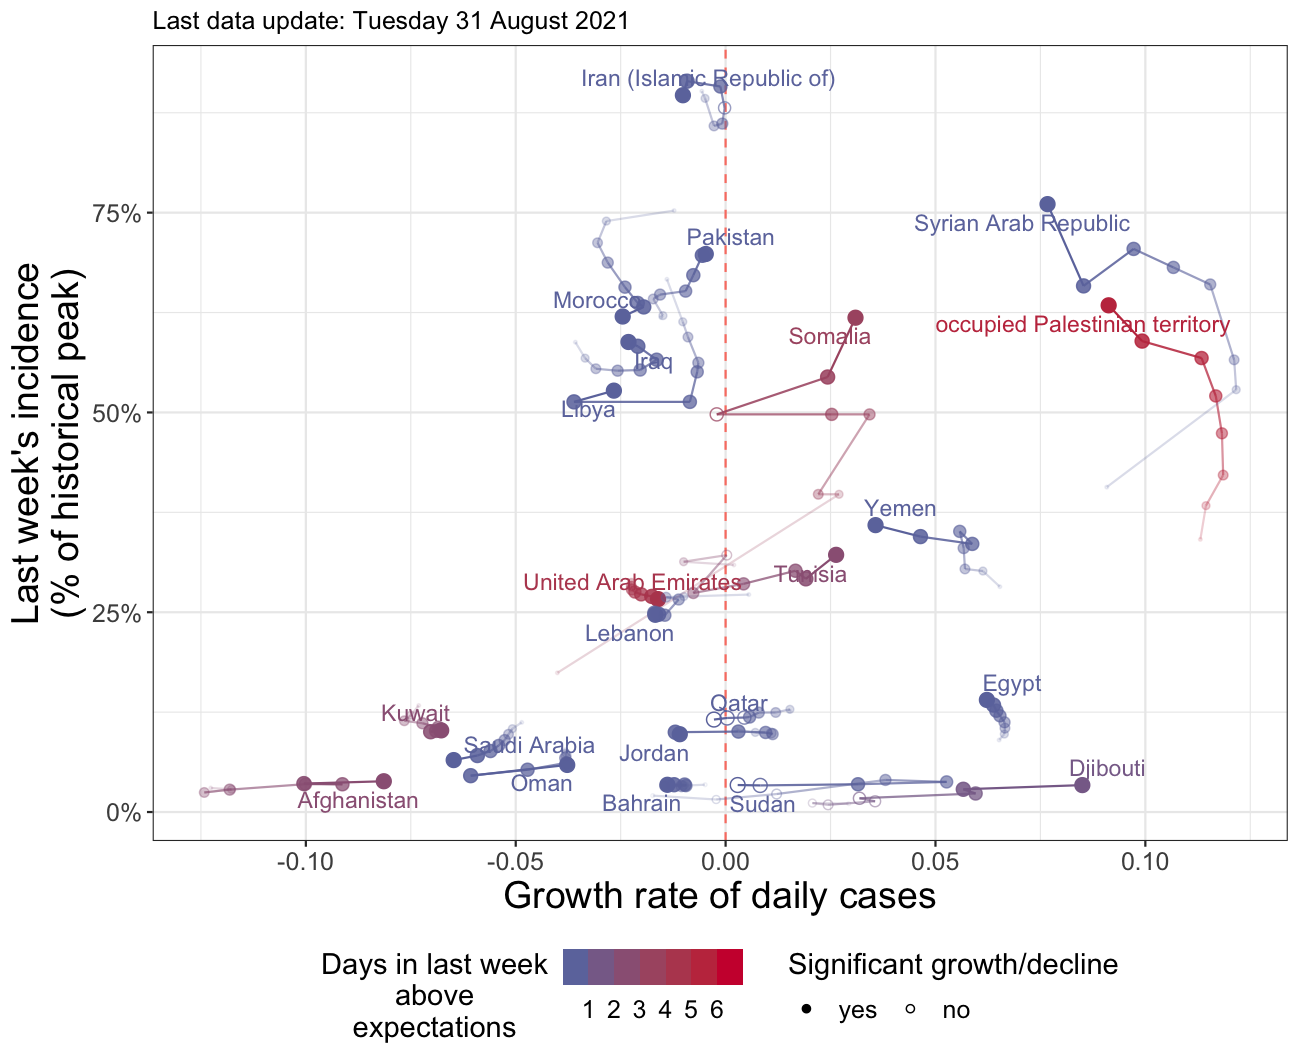 Last data update: Tuesday 31 August 2021
Iran (Islamic Republic of)
75%
Syrian Arab Republic
Pakistan
Morocco
occupied Palestinian territory
Somalia
Iraq
Libya
50%
Yemen
Tunisia
United Arab Emirates
25%
Lebanon
Egypt
Qatar
Kuwait
Saudi Arabia
Jordan
Djibouti
Oman
Afghanistan
Bahrain
Sudan
0%
Last week's incidence
(% of historical peak)
-0.10
-0.05
0.00
0.05
0.10
Growth rate of daily cases
Days in last week
above
expectations
1 2 3 4 5 6
Significant growth/decline
yes
no